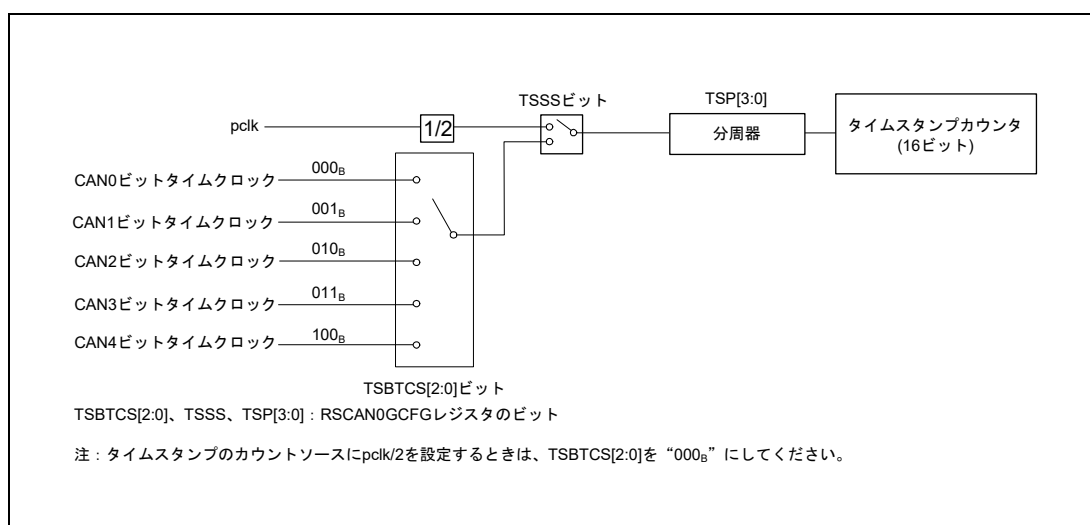 TSSSビット
TSP[3:0]
pclk
1/2
分周器
タイムスタンプカウンタ
(16ビット)
CAN0ビットタイムクロック
000B
CAN1ビットタイムクロック
001B
CAN2ビットタイムクロック
010B
CAN3ビットタイムクロック
011B
CAN4ビットタイムクロック
100B
TSBTCS[2:0]ビット
TSBTCS[2:0]、TSSS、TSP[3:0]：RSCAN0GCFGレジスタのビット
注：タイムスタンプのカウントソースにpclk/2を設定するときは、TSBTCS[2:0]を“000B”にしてください。